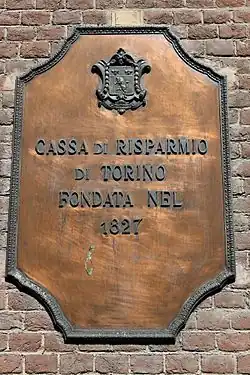 CASSA DI RISPARMIO
DI TORINO
FONDATA NEL
1827